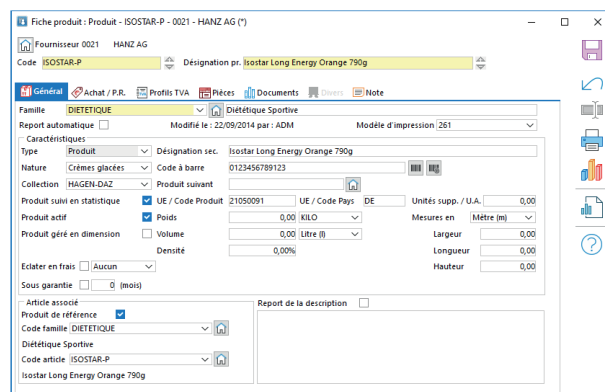 Fiche produit : Produit - ISOSTAR-P - 0021 - HANZ AG (*)
Fournisseur 0021 HANZ AG
Code ISOSTAR-P Désignation pr. Isostar Long Energy Orange 790g
Général Achat / P.R. Profils TVA Pièces Documents Divers Note
Famille DIETETIQUE Diététique Sportive
Report automatique Modifié le : 22/09/2014 par : ADM Modèle d'impression 261
Caractéristiques
Type Produit Désignation sec. Isostar Long Energy Orange 790g
Nature Crèmes glacées Code à barre 0123456789123
Collection HAGEN-DAZ Produit suivant
Produit suivi en statistique UE / Code Produit 21050091 UE / Code Pays DE Unités supp. / U.A. 0,00
Produit actif Poids 0,00 KILO Mesures en Mètre (m)
Produit géré en dimension Volume 0,00 Litre (l) Largeur 0,00
Densité 0,00% Longueur 0,00
Eclater en frais Aucun Hauteur 0,00
Sous garantie 0 (mois)
Article associé Report de la description
Produit de référence
Code famille DIETETIQUE
Diététique Sportive
Code article ISOSTAR-P
Isostar Long Energy Orange 790g